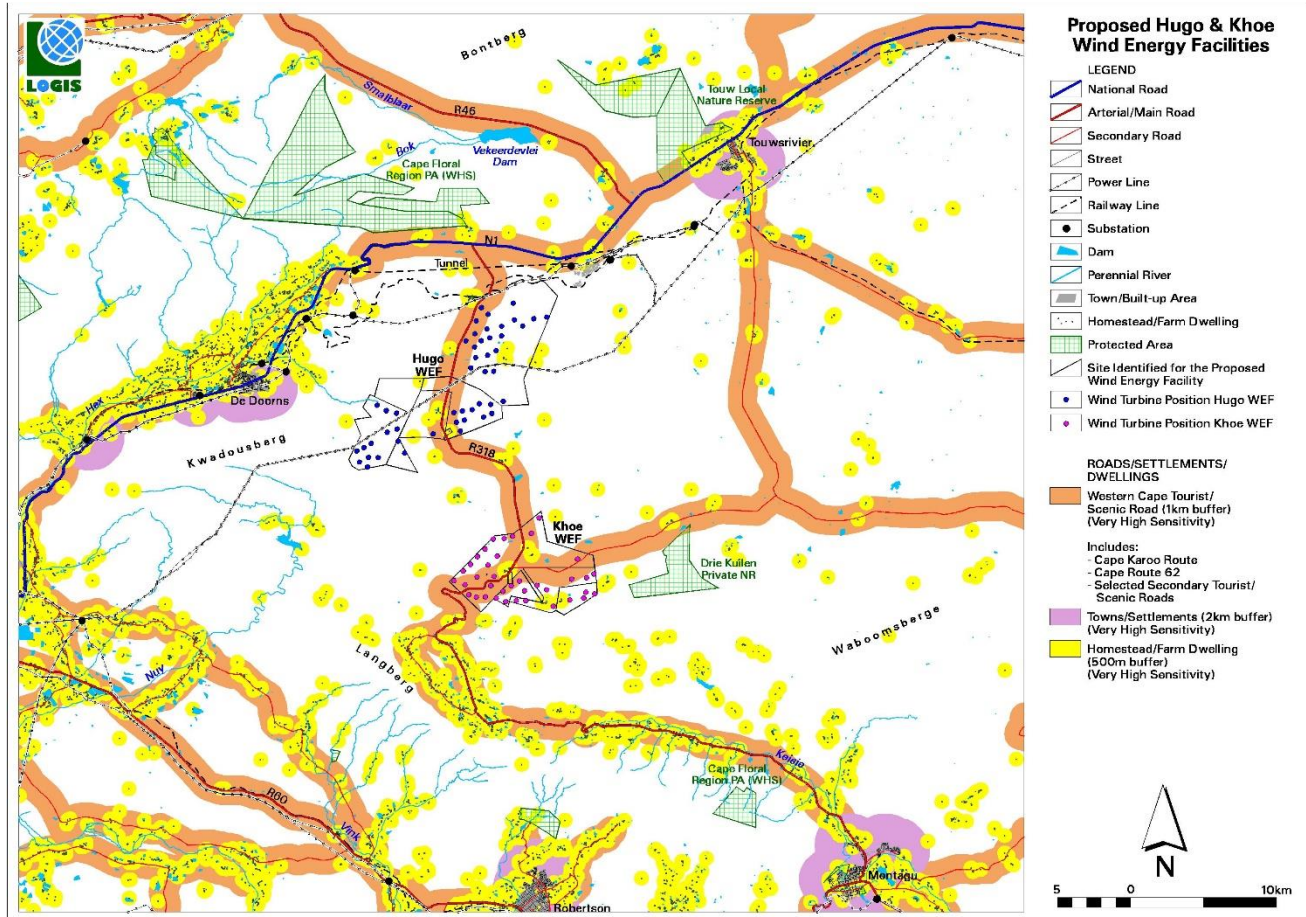 LOGIS
Bontberg
Smalblaar
R46
Touw Local
Nature Reserve
Bok
Vekeerdevlei
Dam
Touwsrivier
Cape Floral
Region PA (WHS)
N1
Tunnel
Hugo
WEF
De Doorns
Hex
Kwadousberg
R318
Khoe
WEF
Drie Kuilen
Private NR
Waboomsberge
Langberg
Nuy
Keisie
Cape Floral
Region PA (WHS)
R60
Vink
Montagu
Robertson
Proposed Hugo & Khoe
Wind Energy Facilities
LEGEND
National Road
Arterial/Main Road
Secondary Road
Street
Power Line
Railway Line
Substation
Dam
Perennial River
Town/Built-up Area
Homestead/Farm Dwelling
Protected Area
Site Identified for the Proposed
Wind Energy Facility
Wind Turbine Position Hugo WEF
Wind Turbine Position Khoe WEF
ROADS/SETTLEMENTS/
DWELLINGS
Western Cape Tourist/
Scenic Road (1km buffer)
(Very High Sensitivity)
Includes:
- Cape Karoo Route
- Cape Route 62
- Selected Secondary Tourist/
Scenic Roads
Towns/Settlements (2km buffer)
(Very High Sensitivity)
Homestead/Farm Dwelling
(500m buffer)
(Very High Sensitivity)
N
5 0 10km